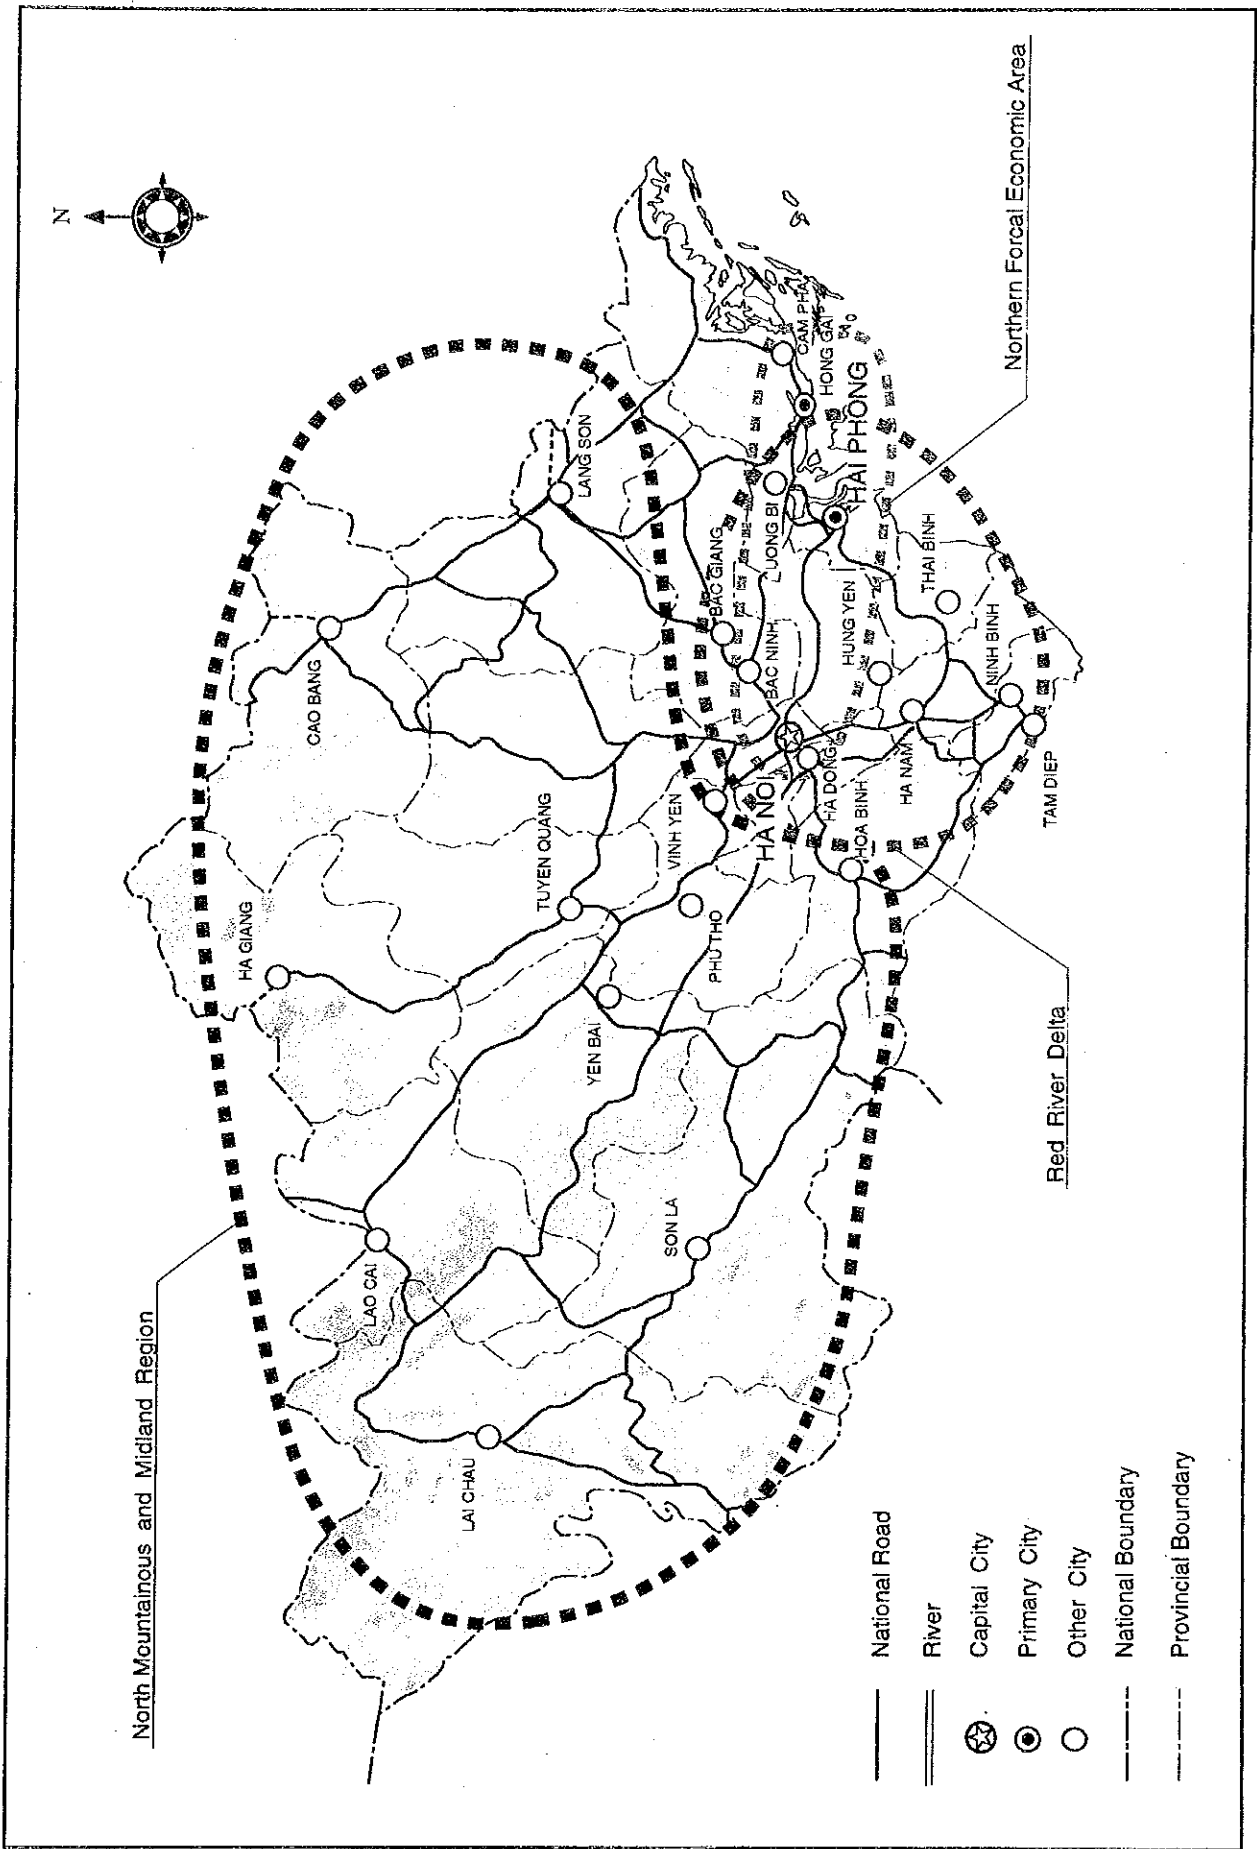 N
North Mountainous and Midland Region
HA GIANG
CAO BANG
LAO CAI
LANG SON
LAI CHAU
TUYEN QUANG
YEN BAI
VINH YEN
BAC GIANG
SON LA
PHU THO
HA NOI
BAC NINH
LUONG BI
CAM PHA
HONG GAI
HAI PHONG
HA DONG
HOA BINH
HUNG YEN
HA NAM
THAI BINH
NINH BINH
TAM DIEP
Northern Forcal Economic Area
Red River Delta
National Road
River
Capital City
Primary City
Other City
National Boundary
Provincial Boundary